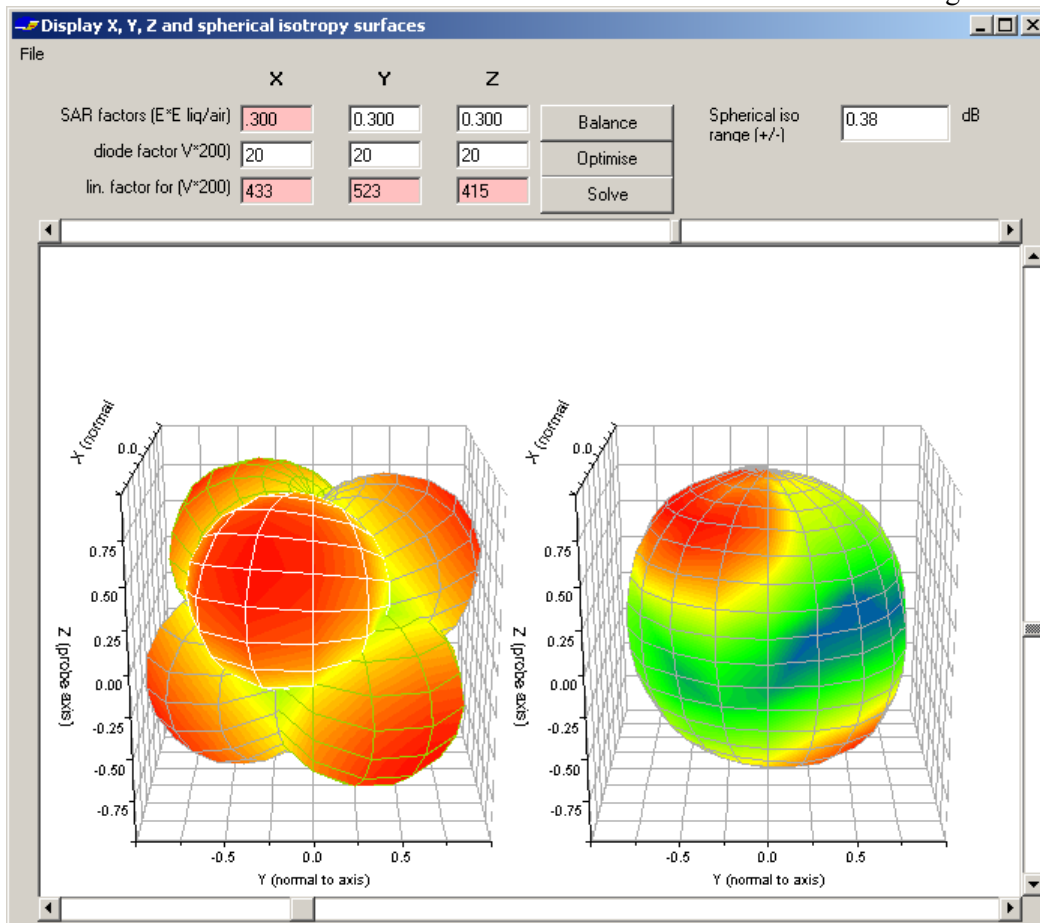 Display X, Y, Z and spherical isotropy surfaces
File
X Y Z
SAR factors (E*E liq/air) .300 0.300 0.300 Balance Spherical iso range (+/-) 0.38 dB
diode factor V*200) 20 20 20 Optimise
lin. factor for (V*200) 433 523 415 Solve
X (normal
0.0
0.75
0.50
0.25
0.00
-0.25
-0.50
-0.75
Z (probe axis)
-0.5 0.0 0.5
Y (normal to axis)
X (normal
0.0
0.75
0.50
0.25
0.00
-0.25
-0.50
-0.75
Z (probe axis)
-0.5 0.0 0.5
Y (normal to axis)